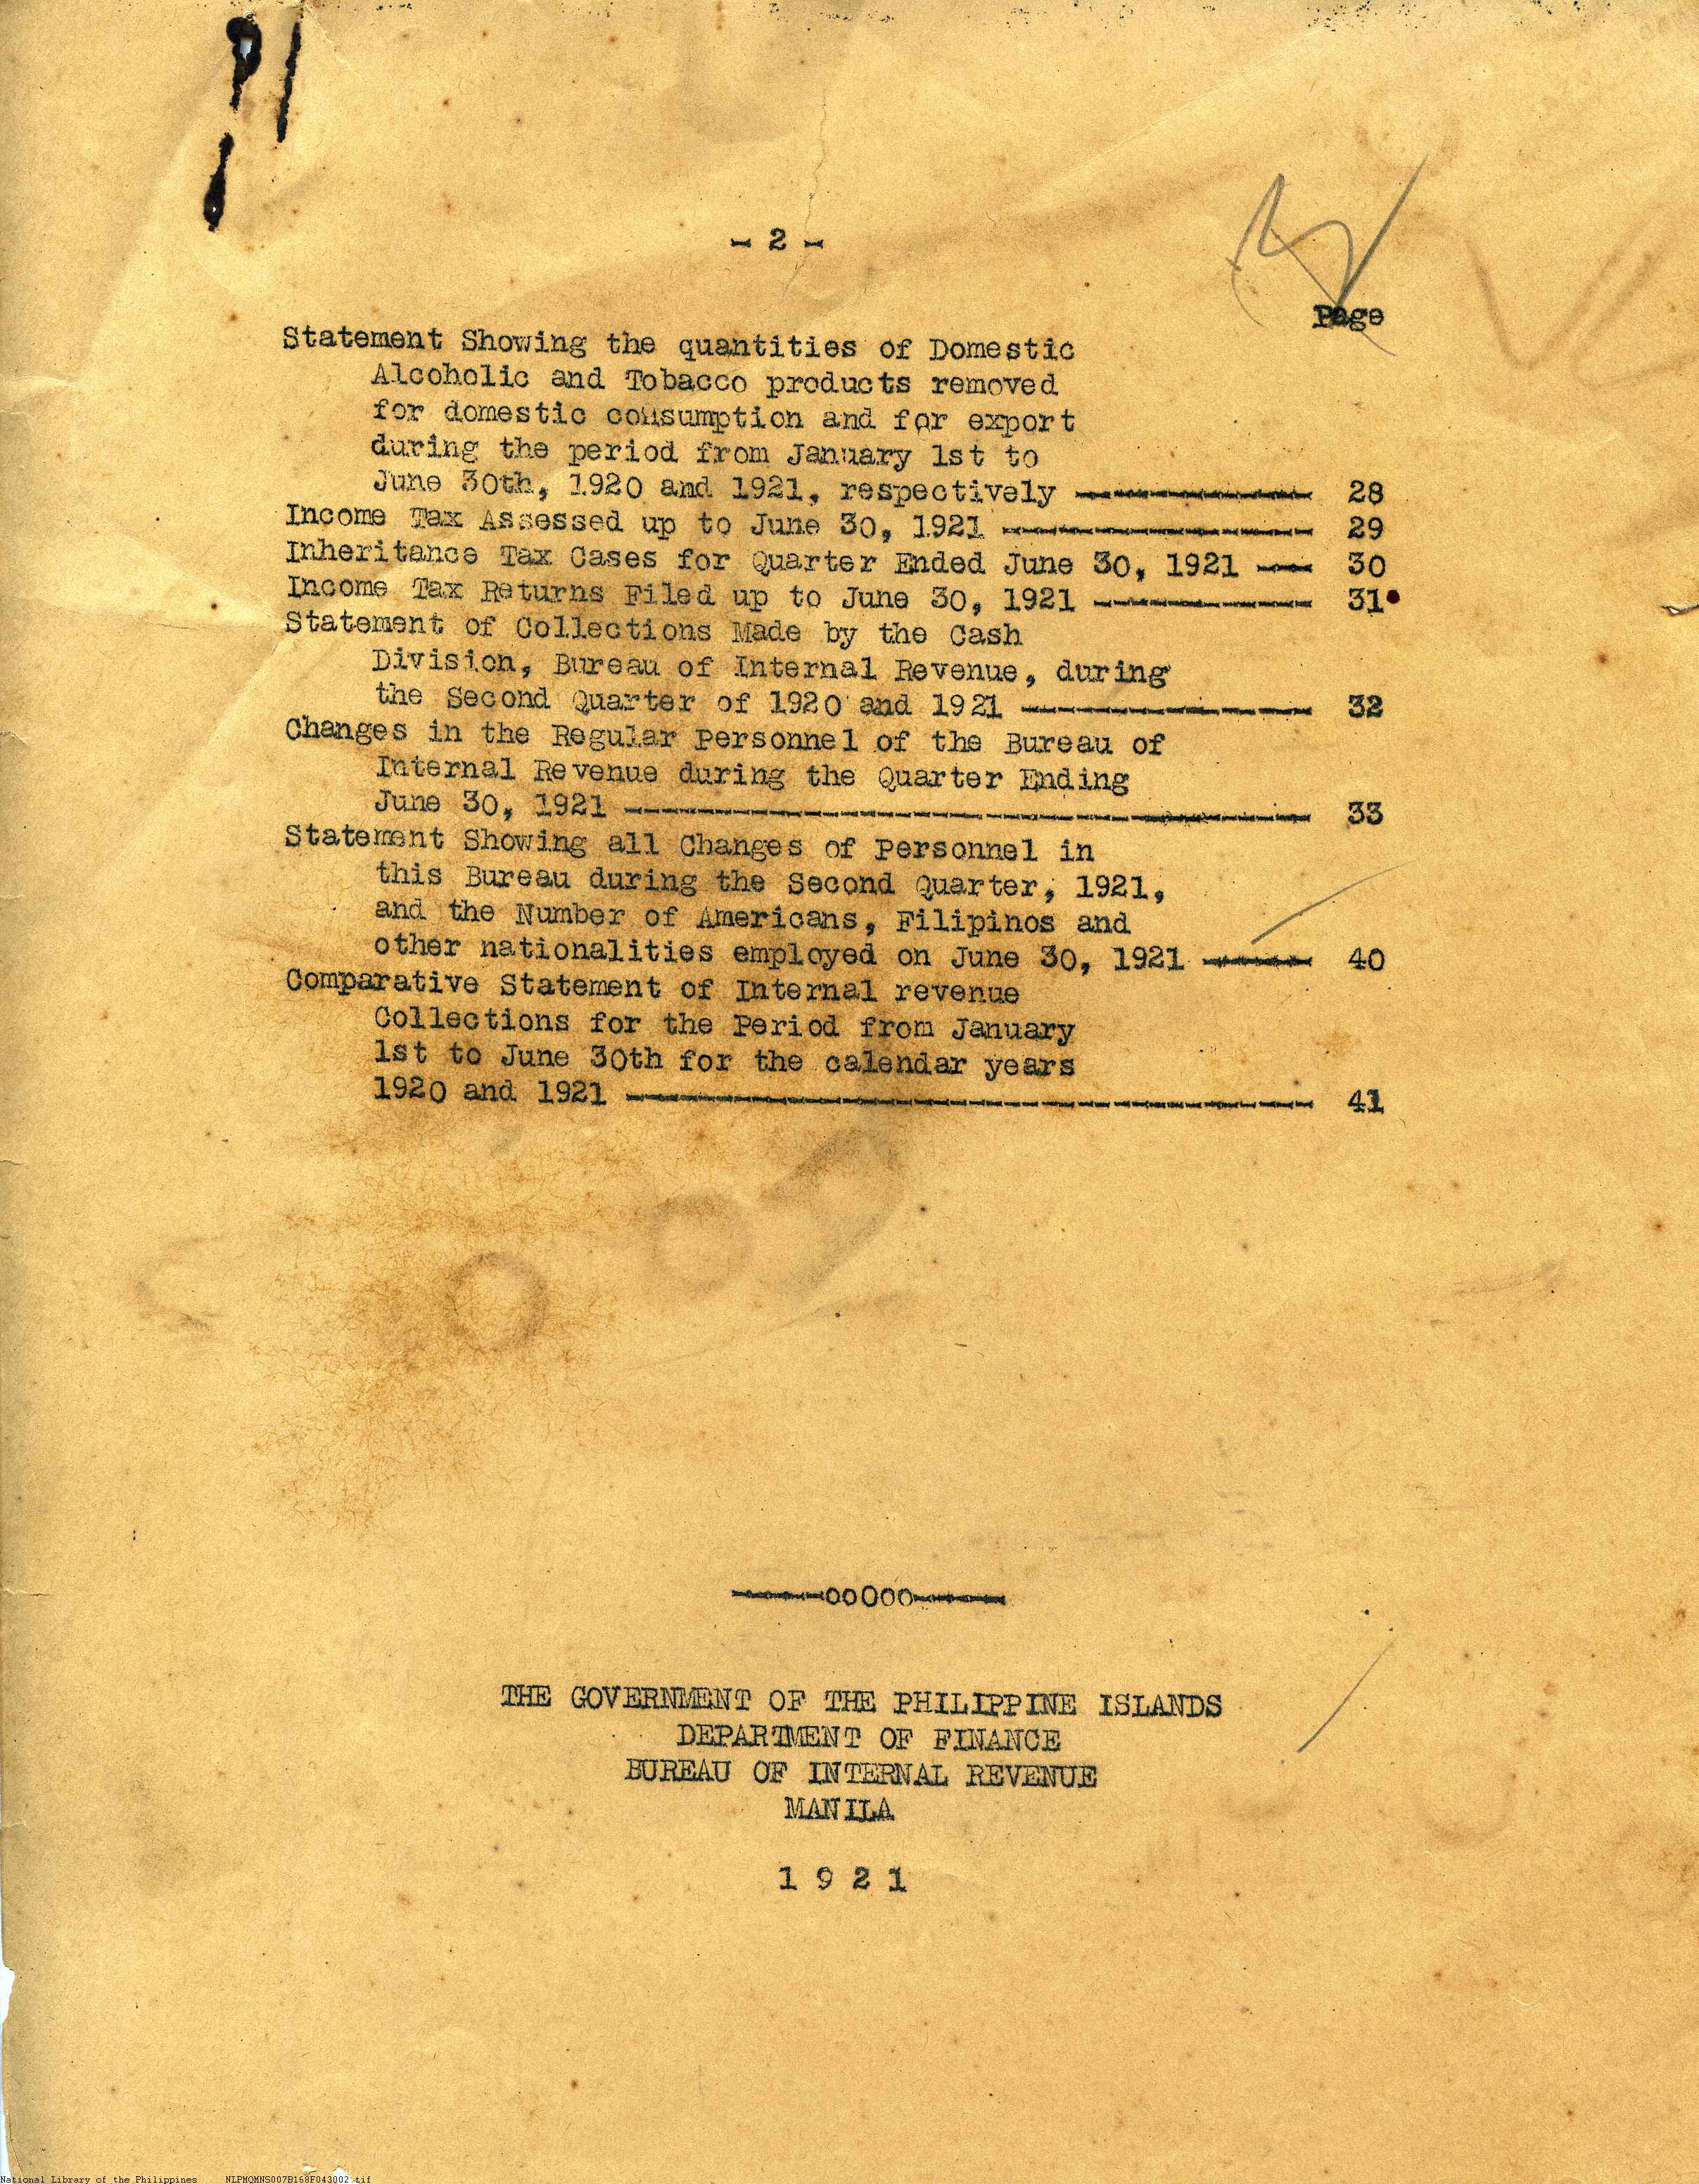 - 2 -
Page
Statement Showing the quantities of Domestic
Alcoholic and Tobacco products removed
for domestic consumption and for export
during the period from January 1st to
June 30th, 1920 and 1921, respectively ------------- 28
Income Tax Assessed up to June 30, 1921 ----------------- 29
Inheritance Tax Cases for Quarter Ended June 30, 1921 --- 30
Income Tax Returns Filed up to June 30, 1921 ------------ 31
Statement of Collections Made by the Cash
Division, Bureau of Internal Revenue, during
the Second Quarter of 1920 and 1921 ---------------- 32
Changes in the Regular Personnel of the Bureau of
Internal Revenue during the Quarter Ending
June 30, 1921 -------------------------------------- 33
Statement Showing all Changes of Personnel in
this Bureau during the Second Quarter, 1921,
and the Number of Americans, Filipinos and
other nationalities employed on June 30, 1921 ------ 40
Comparative Statement of Internal revenue
Collections for the Period from January
1st to June 30th for the calendar years
1920 and 1921 -------------------------------------- 41
-----ooOoo-----
THE GOVERNMENT OF THE PHILIPPINE ISLANDS
DEPARTMENT OF FINANCE
BUREAU OF INTERNAL REVENUE
MANILA
1 9 2 1
National Library of the Philippines NLPMQMNS007B168F043002.tif